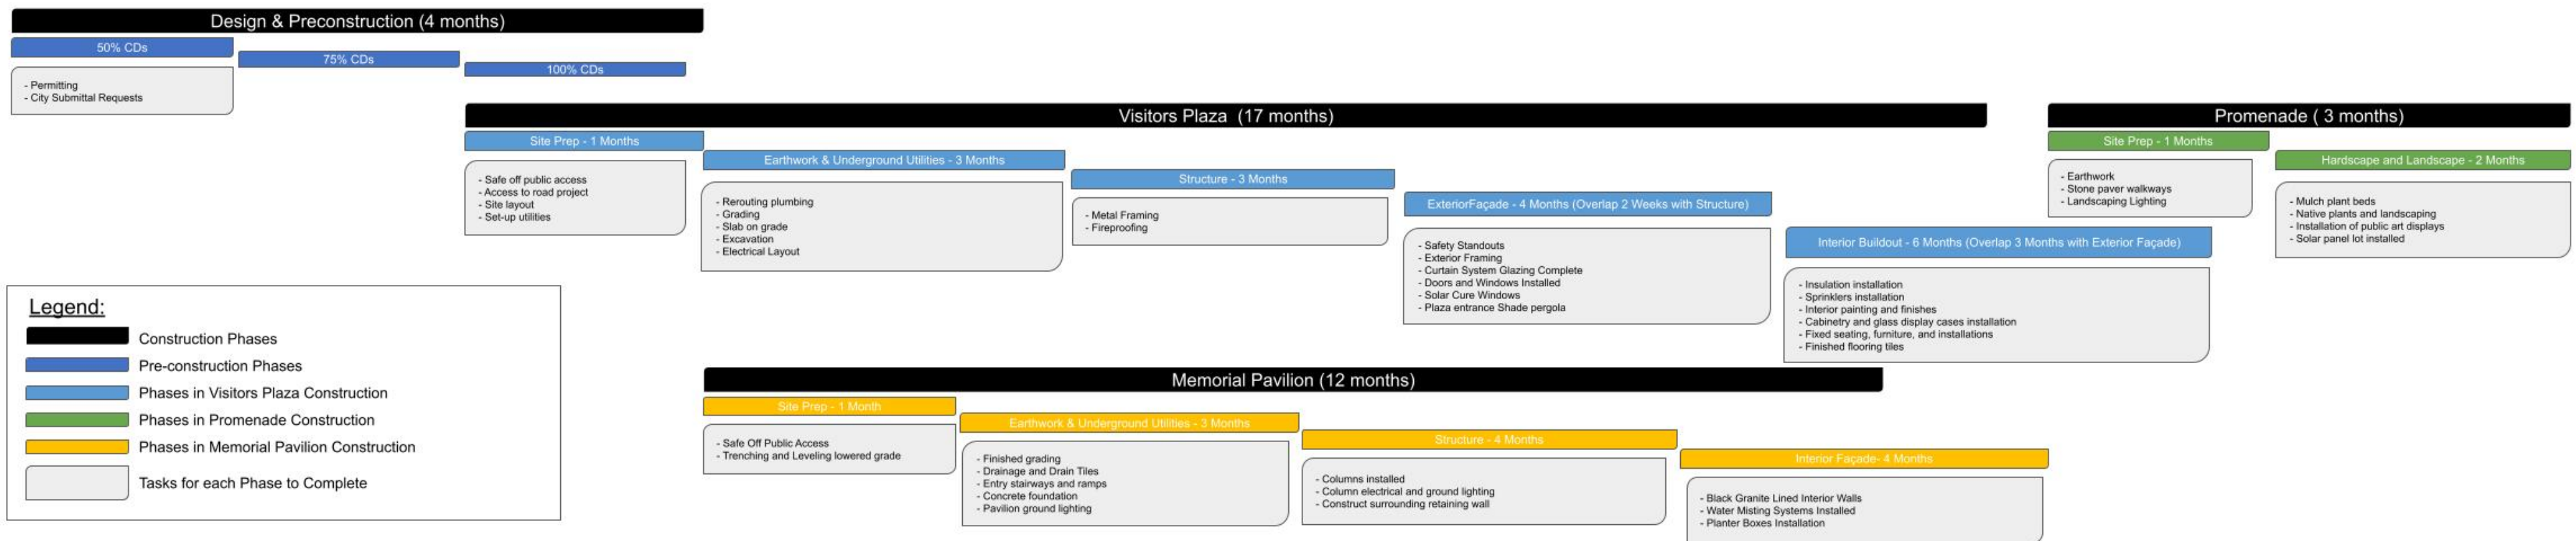 Design & Preconstruction (4 months)
50% CDs
- Permitting
- City Submittal Requests
75% CDs
100% CDs
Visitors Plaza (17 months)
Site Prep - 1 Months
- Safe off public access
- Access to road project
- Site layout
- Set-up utilities
Earthwork & Underground Utilities - 3 Months
- Rerouting plumbing
- Grading
- Slab on grade
- Excavation
- Electrical Layout
Structure - 3 Months
- Metal Framing
- Fireproofing
ExteriorFaçade - 4 Months (Overlap 2 Weeks with Structure)
- Safety Standouts
- Exterior Framing
- Curtain System Glazing Complete
- Doors and Windows Installed
- Solar Cure Windows
- Plaza entrance Shade pergola
Interior Buildout - 6 Months (Overlap 3 Months with Exterior Façade)
- Insulation installation
- Sprinklers installation
- Interior painting and finishes
- Cabinetry and glass display cases installation
- Fixed seating, furniture, and installations
- Finished flooring tiles
Promenade ( 3 months)
Site Prep - 1 Months
- Earthwork
- Stone paver walkways
- Landscaping Lighting
Hardscape and Landscape - 2 Months
- Mulch plant beds
- Native plants and landscaping
- Installation of public art displays
- Solar panel lot installed
Legend:
Construction Phases
Pre-construction Phases
Phases in Visitors Plaza Construction
Phases in Promenade Construction
Phases in Memorial Pavilion Construction
Tasks for each Phase to Complete
Memorial Pavilion (12 months)
Site Prep - 1 Month
- Safe Off Public Access
- Trenching and Leveling lowered grade
Earthwork & Underground Utilities - 3 Months
- Finished grading
- Drainage and Drain Tiles
- Entry stairways and ramps
- Concrete foundation
- Pavilion ground lighting
Structure - 4 Months
- Columns installed
- Column electrical and ground lighting
- Construct surrounding retaining wall
Interior Façade- 4 Months
- Black Granite Lined Interior Walls
- Water Misting Systems Installed
- Planter Boxes Installation